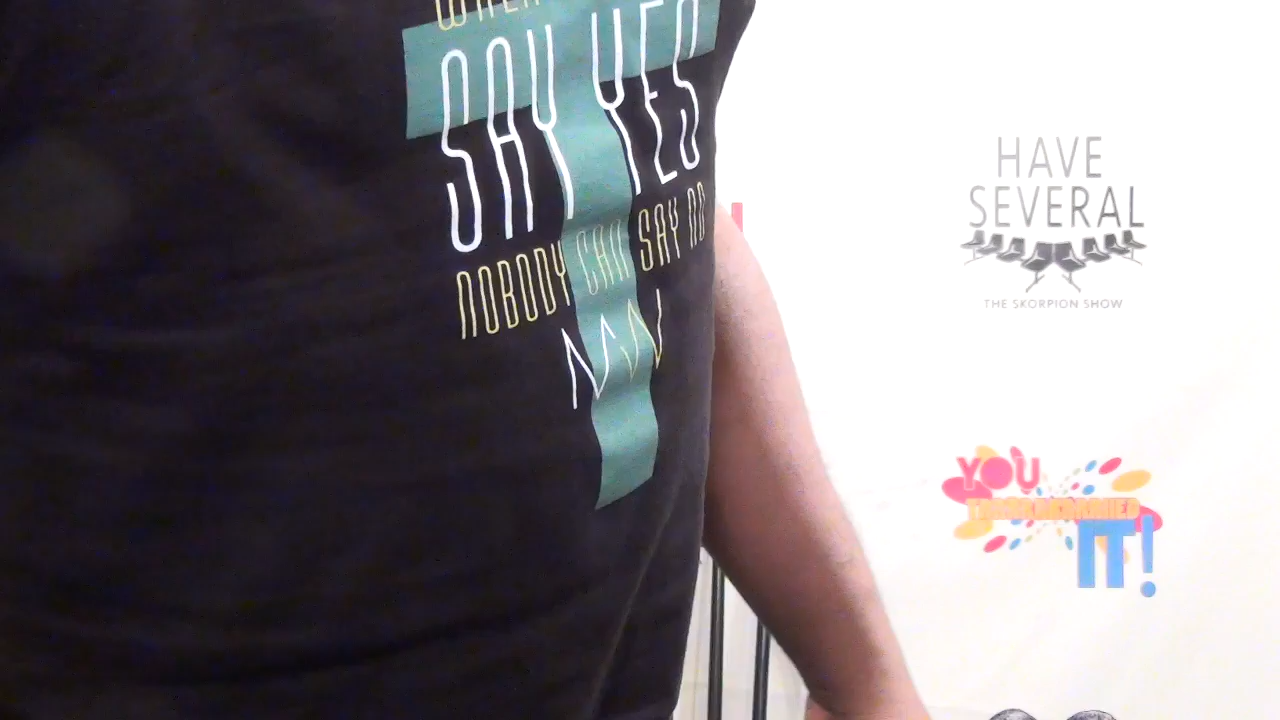 SAY YES
NOBODY CAN SAY NO
HAVE
SEVERAL
THE SKORPION SHOW
YOU
IT!